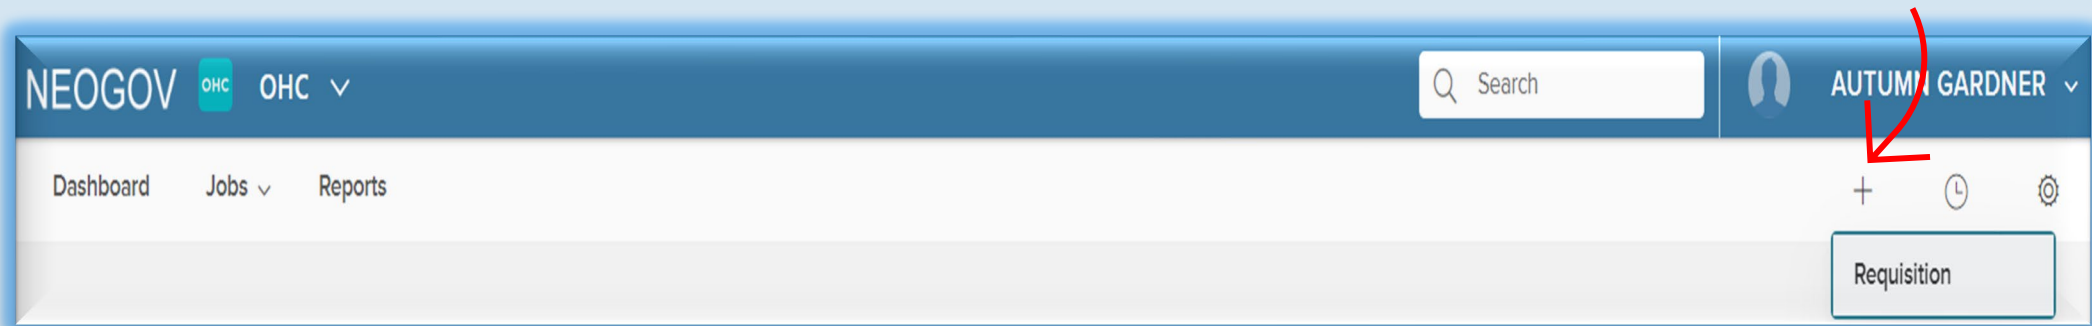 NEOGOV OHC OHC Search AUTUMN GARDNER
Dashboard Jobs Reports
Requisition